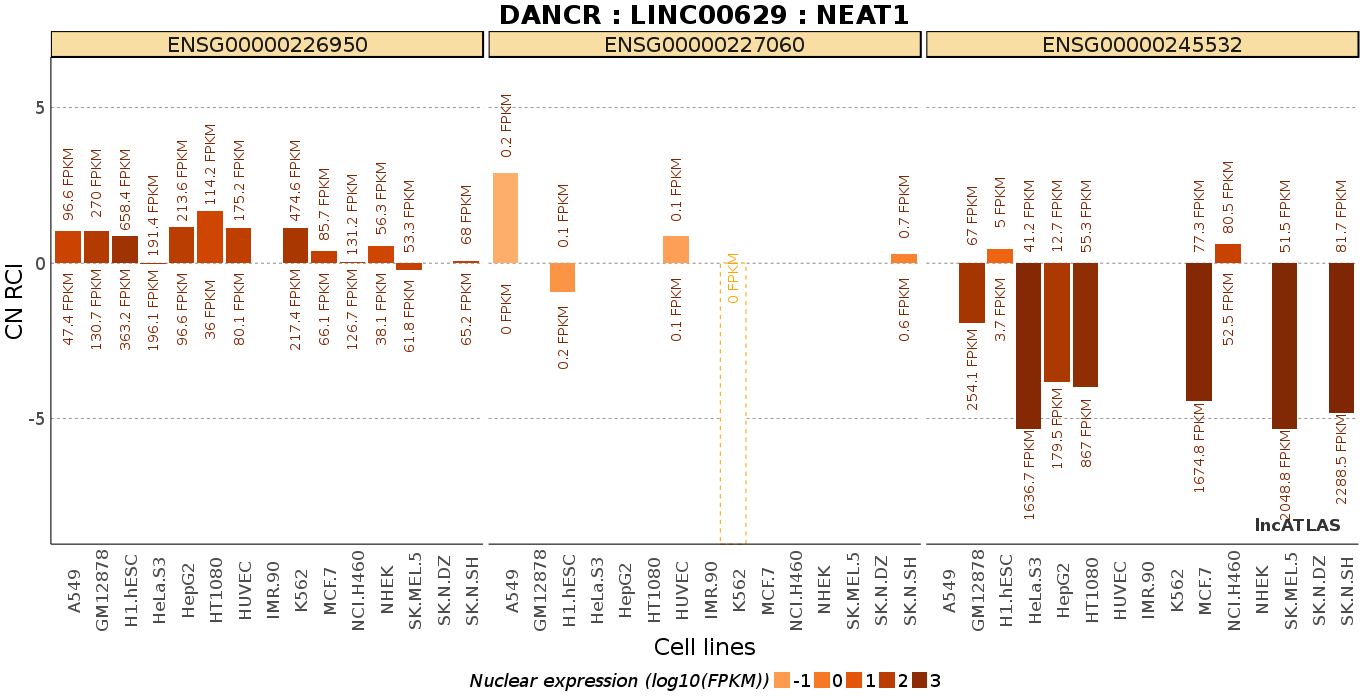 DANCR : LINC00629 : NEAT1
ENSG00000226950 ENSG00000227060 ENSG00000245532
CN RCI
5
0
-5
96.6 FPKM 270 FPKM 658.4 FPKM 191.4 FPKM 213.6 FPKM 114.2 FPKM 175.2 FPKM 474.6 FPKM 85.7 FPKM 131.2 FPKM 56.3 FPKM 53.3 FPKM 68 FPKM
47.4 FPKM 130.7 FPKM 363.2 FPKM 196.1 FPKM 96.6 FPKM 36 FPKM 80.1 FPKM 217.4 FPKM 66.1 FPKM 126.7 FPKM 38.1 FPKM 61.8 FPKM 65.2 FPKM
0.2 FPKM 0.1 FPKM 0.1 FPKM 0.7 FPKM
0 FPKM 0.2 FPKM 0.1 FPKM 0 FPKM 0.6 FPKM
67 FPKM 5 FPKM 41.2 FPKM 12.7 FPKM 55.3 FPKM 77.3 FPKM 80.5 FPKM 51.5 FPKM 81.7 FPKM
254.1 FPKM 3.7 FPKM 1636.7 FPKM 179.5 FPKM 867 FPKM 1674.8 FPKM 52.5 FPKM 2048.8 FPKM 2288.5 FPKM
lncATLAS
A549 GM12878 H1.hESC HeLa.S3 HepG2 HT1080 HUVEC IMR.90 K562 MCF.7 NCI.H460 NHEK SK.MEL.5 SK.N.DZ SK.N.SH
A549 GM12878 H1.hESC HeLa.S3 HepG2 HT1080 HUVEC IMR.90 K562 MCF.7 NCI.H460 NHEK SK.MEL.5 SK.N.DZ SK.N.SH
A549 GM12878 H1.hESC HeLa.S3 HepG2 HT1080 HUVEC IMR.90 K562 MCF.7 NCI.H460 NHEK SK.MEL.5 SK.N.DZ SK.N.SH
Cell lines
Nuclear expression (log10(FPKM)) -1 0 1 2 3